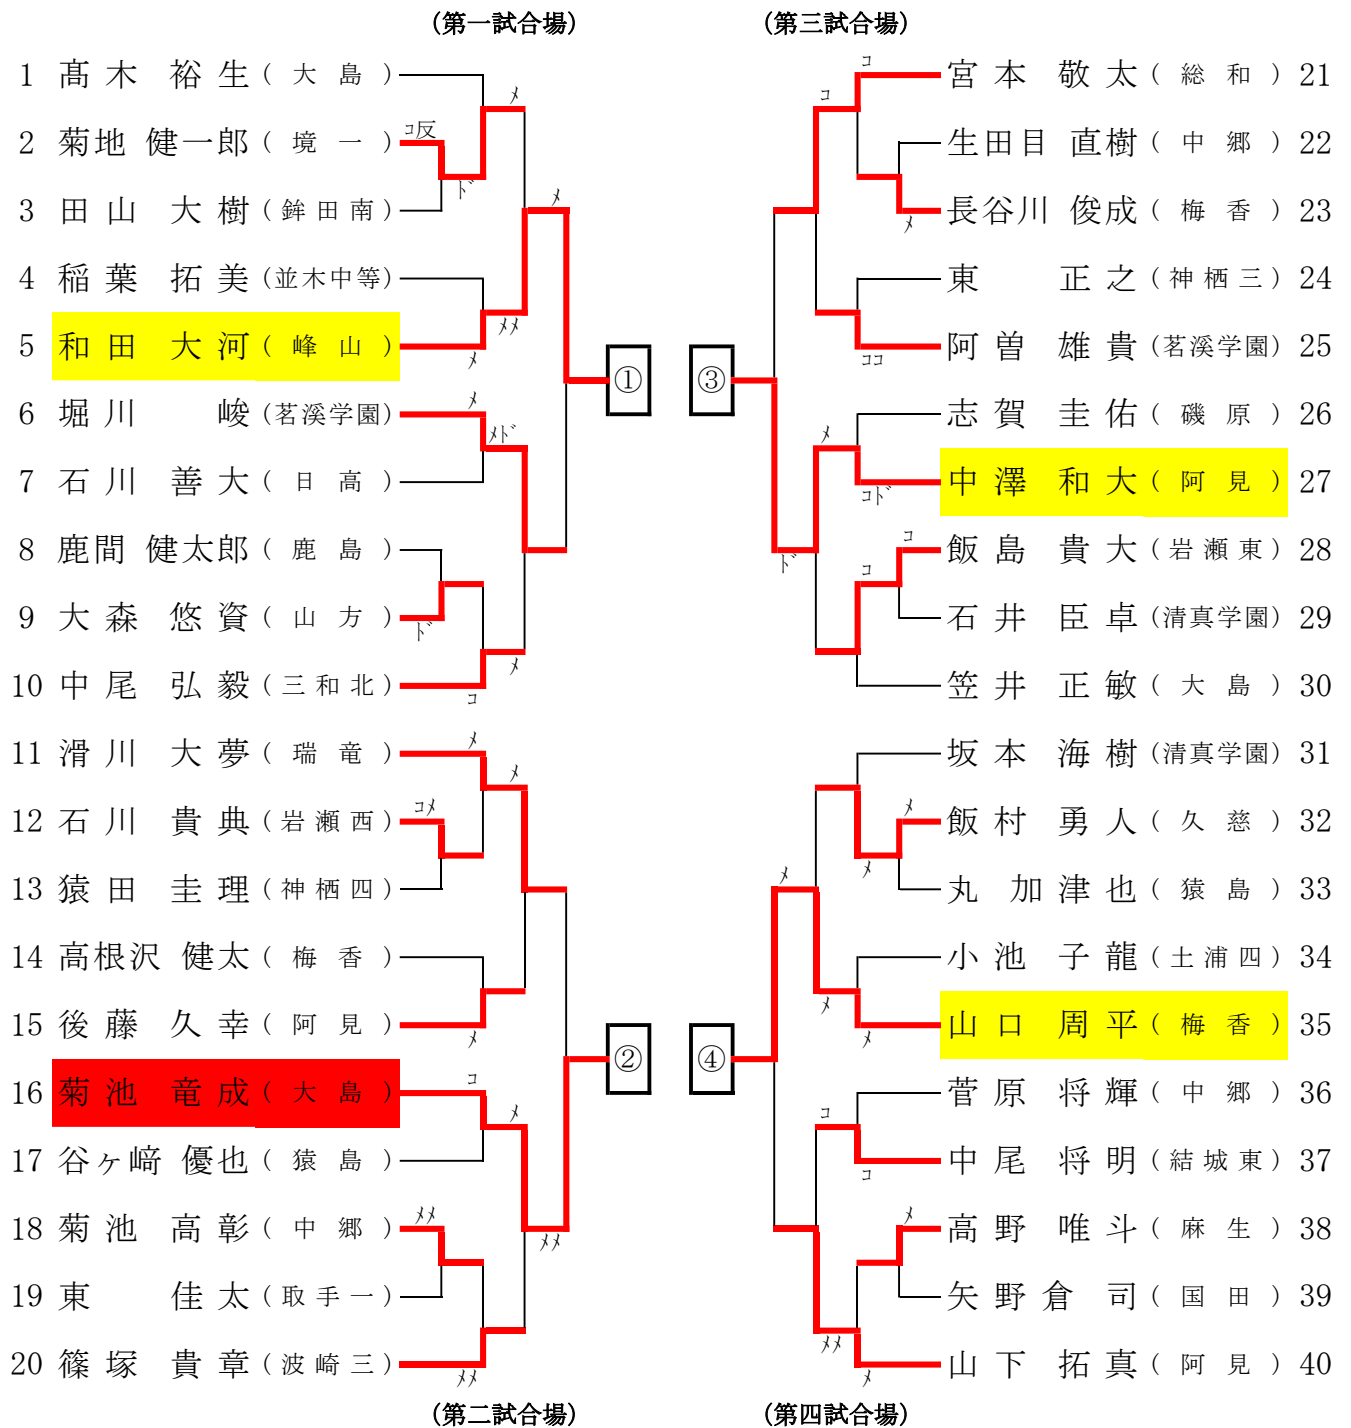 (第一試合場) (第三試合場)
1 髙木 裕生 ( 大島 ) 宮本 敬太 ( 総和 ) 21
2 菊地 健一郎 ( 境一 ) 生田目 直樹 ( 中郷 ) 22
3 田山 大樹 ( 鉾田南 ) 長谷川 俊成 ( 梅香 ) 23
4 稲葉 拓美 (並木中等) 東 正之 ( 神栖三 ) 24
5 和田 大河 ( 峰山 ) 阿曽 雄貴 (茗溪学園) 25
① ③
6 堀川 峻 (茗溪学園) 志賀 圭佑 ( 磯原 ) 26
7 石川 善大 ( 日高 ) 中澤 和大 ( 阿見 ) 27
8 鹿間 健太郎 ( 鹿島 ) 飯島 貴大 ( 岩瀬東 ) 28
9 大森 悠資 ( 山方 ) 石井 臣卓 (清真学園) 29
10 中尾 弘毅 ( 三和北 ) 笠井 正敏 ( 大島 ) 30
11 滑川 大夢 ( 瑞竜 ) 坂本 海樹 (清真学園) 31
12 石川 貴典 ( 岩瀬西 ) 飯村 勇人 ( 久慈 ) 32
13 猿田 圭理 ( 神栖四 ) 丸 加津也 ( 猿島 ) 33
14 高根沢 健太 ( 梅香 ) 小池 子龍 ( 土浦四 ) 34
15 後藤 久幸 ( 阿見 ) 山口 周平 ( 梅香 ) 35
② ④
16 菊池 竜成 ( 大島 ) 菅原 将輝 ( 中郷 ) 36
17 谷ヶ﨑 優也 ( 猿島 ) 中尾 将明 ( 結城東 ) 37
18 菊池 高彰 ( 中郷 ) 高野 唯斗 ( 麻生 ) 38
19 東 佳太 ( 取手一 ) 矢野倉 司 ( 国田 ) 39
20 篠塚 貴章 ( 波崎三 ) 山下 拓真 ( 阿見 ) 40
(第二試合場) (第四試合場)